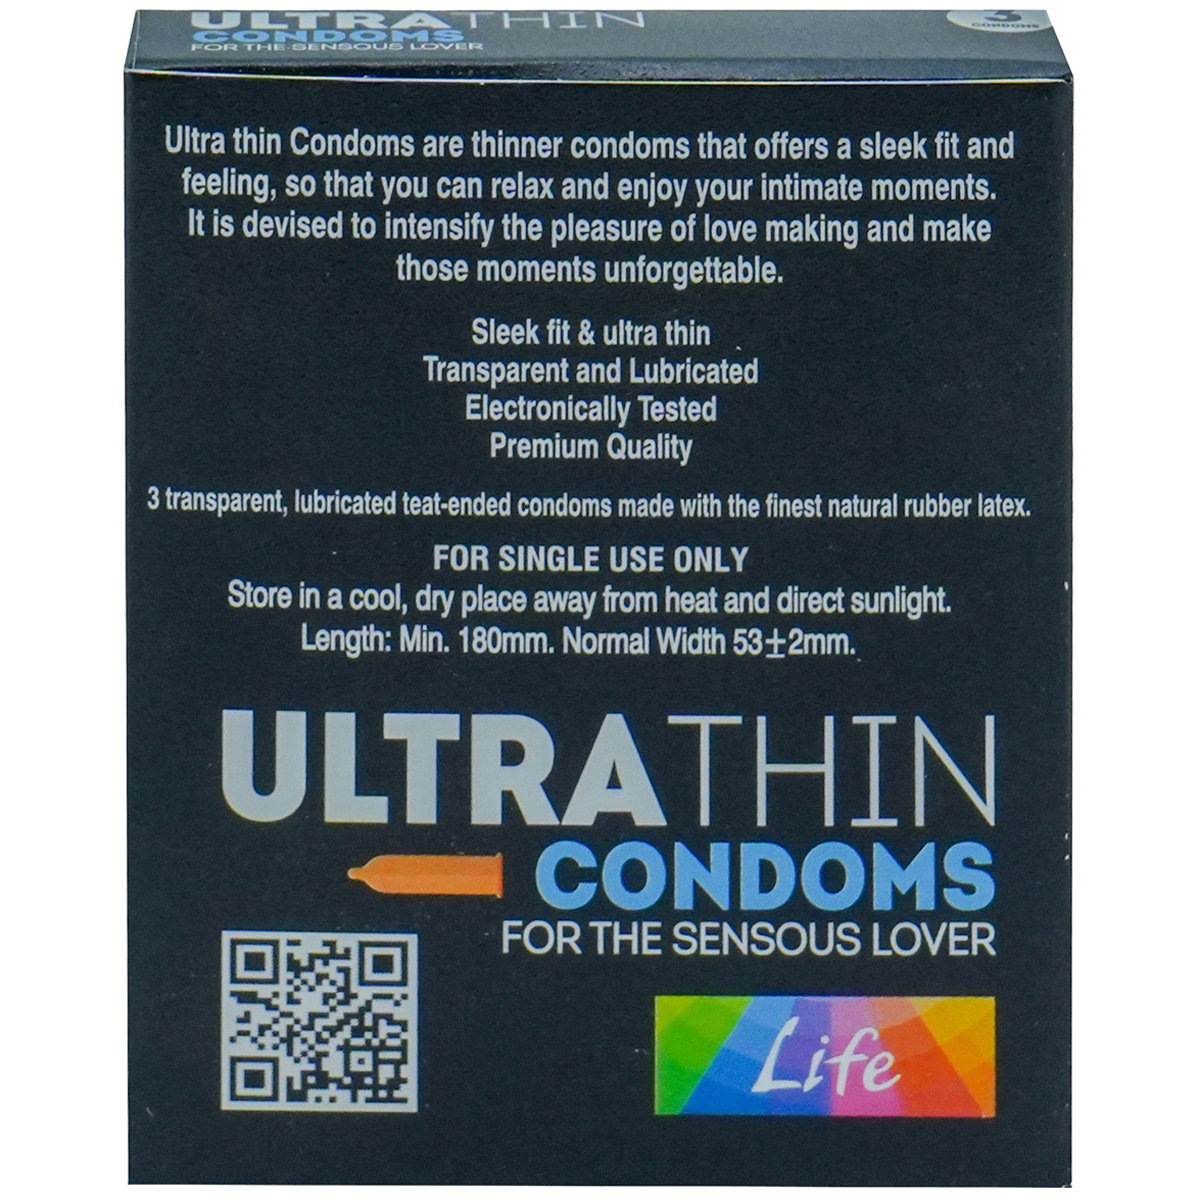 ULTRATHIN
CONDOMS
FOR THE SENSOUS LOVER
3
CONDOMS
Ultra thin Condoms are thinner condoms that offers a sleek fit and
feeling, so that you can relax and enjoy your intimate moments.
It is devised to intensify the pleasure of love making and make
those moments unforgettable.
Sleek fit & ultra thin
Transparent and Lubricated
Electronically Tested
Premium Quality
3 transparent, lubricated teat-ended condoms made with the finest natural rubber latex.
FOR SINGLE USE ONLY
Store in a cool, dry place away from heat and direct sunlight.
Length: Min. 180mm. Normal Width 53±2mm.
ULTRATHIN
CONDOMS
FOR THE SENSOUS LOVER
Life